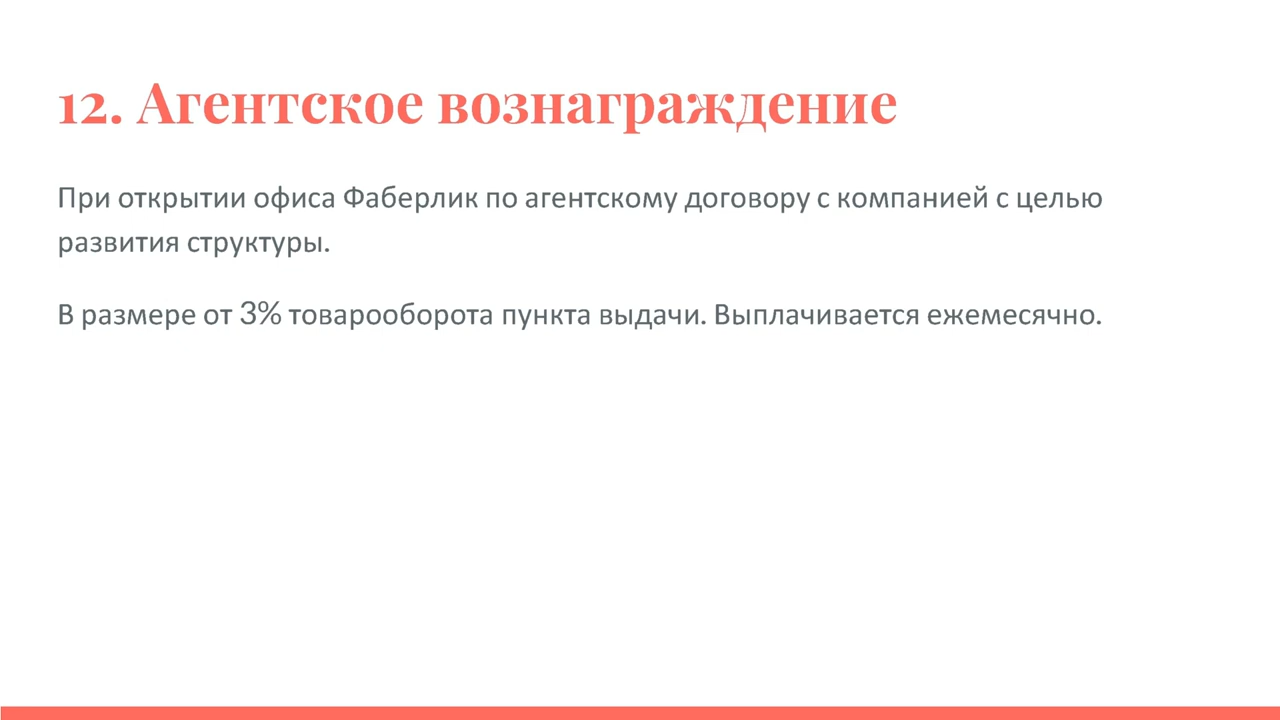 12. Агентское вознаграждение
При открытии офиса Фаберлик по агентскому договору с компанией с целью
развития структуры.
В размере от 3% товарооборота пункта выдачи. Выплачивается ежемесячно.